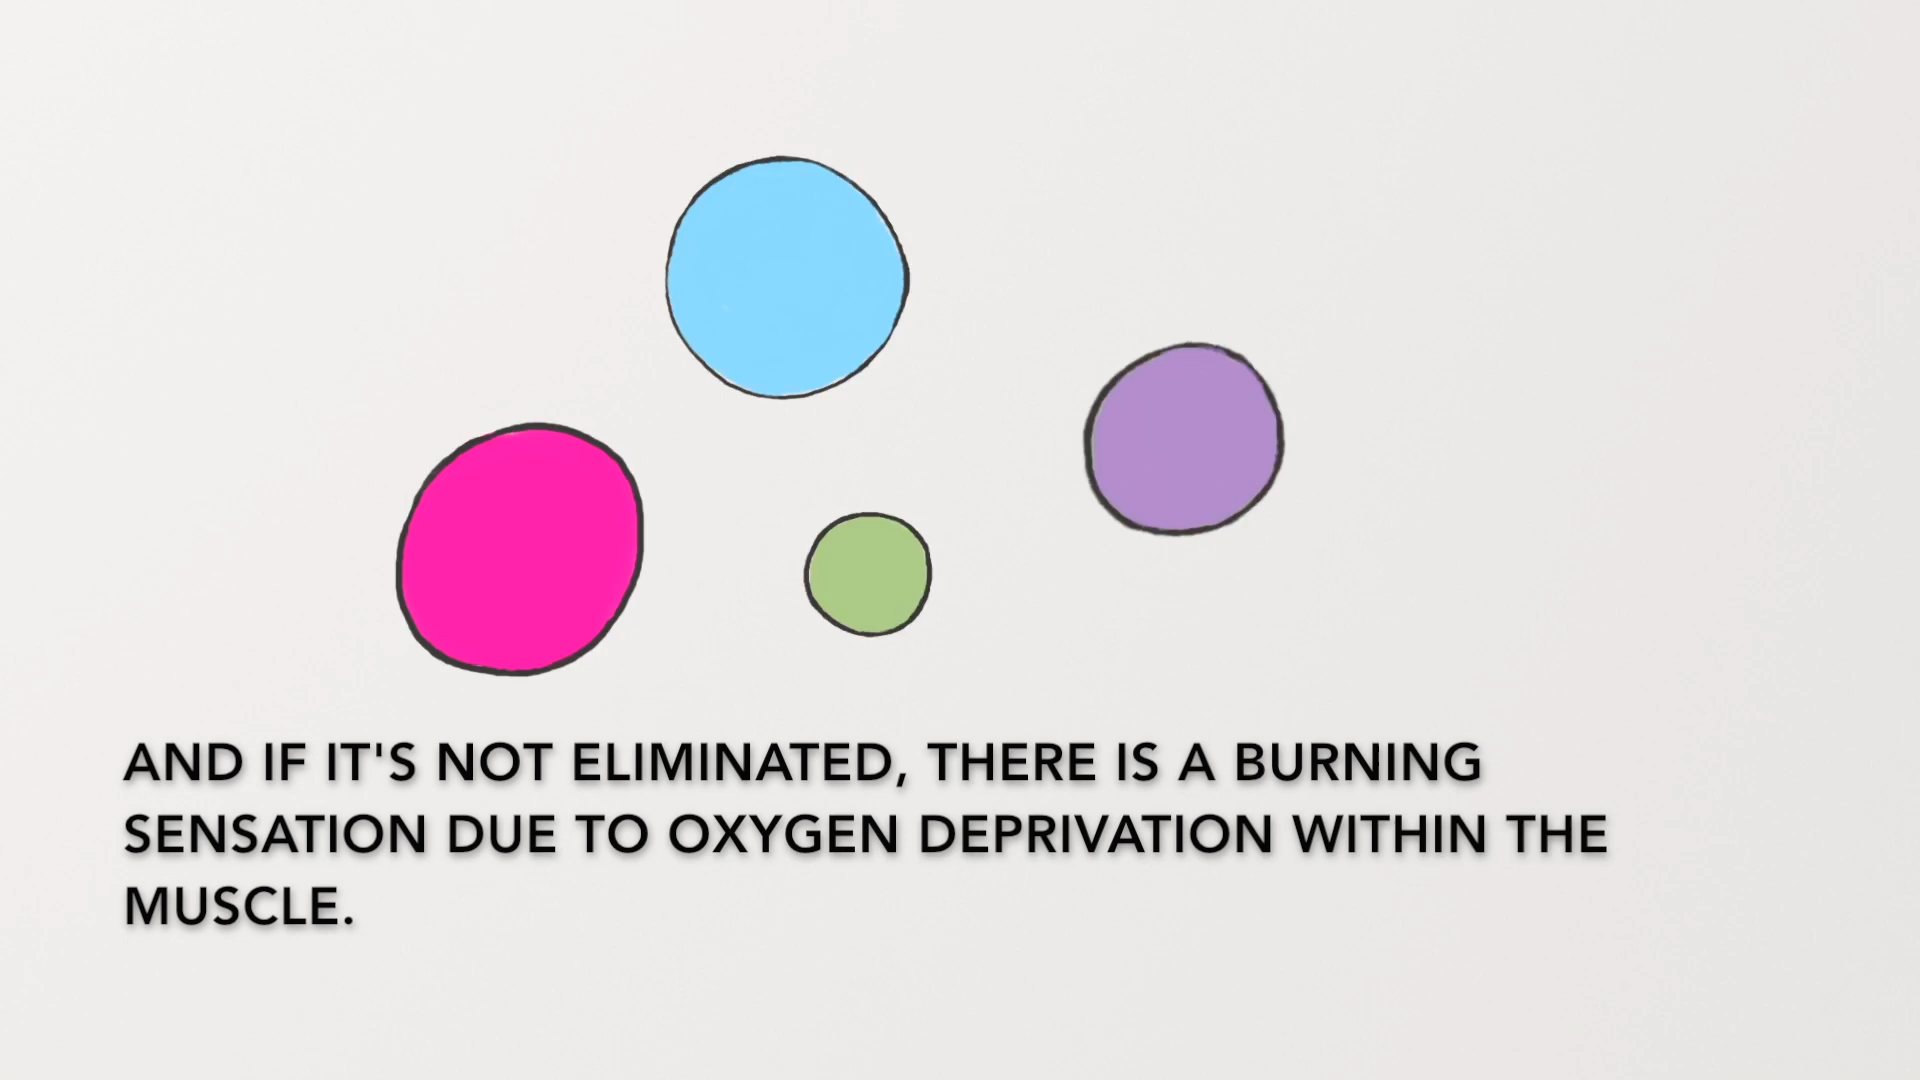 AND IF IT'S NOT ELIMINATED, THERE IS A BURNING
SENSATION DUE TO OXYGEN DEPRIVATION WITHIN THE
MUSCLE.